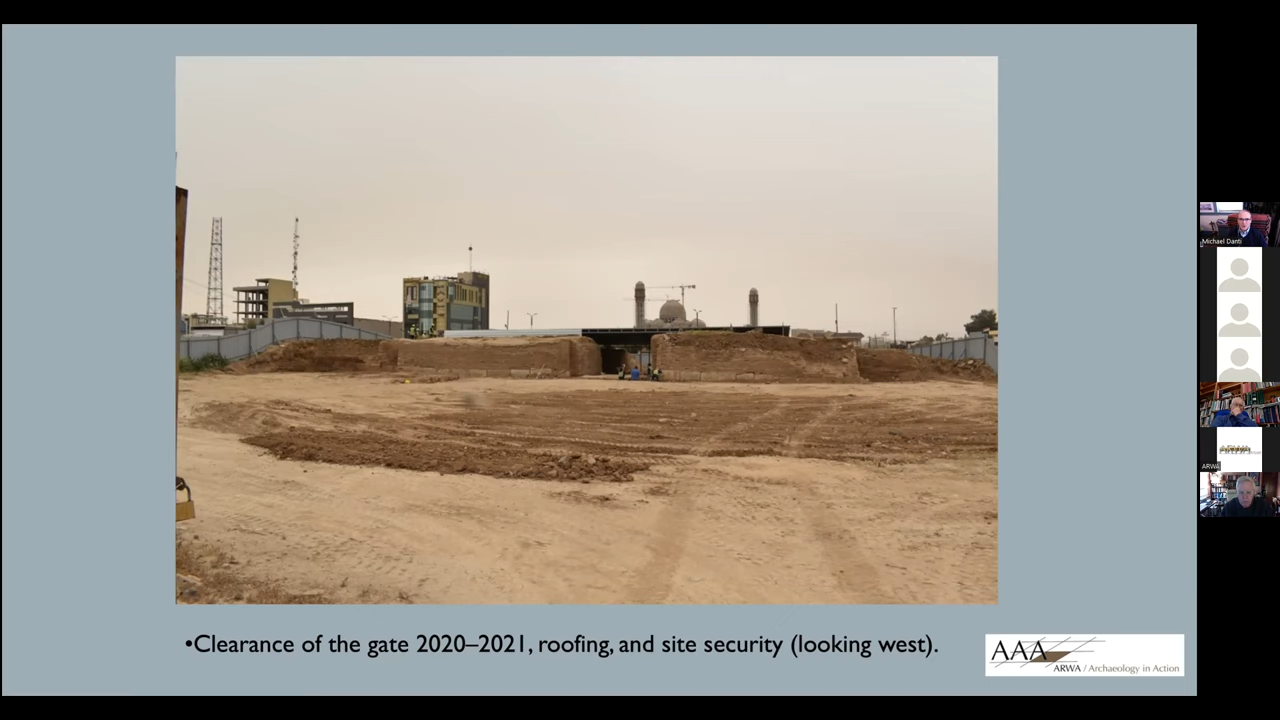 Michael Danti
ARWA
•Clearance of the gate 2020–2021, roofing, and site security (looking west).
AAA
ARWA / Archaeology in Action